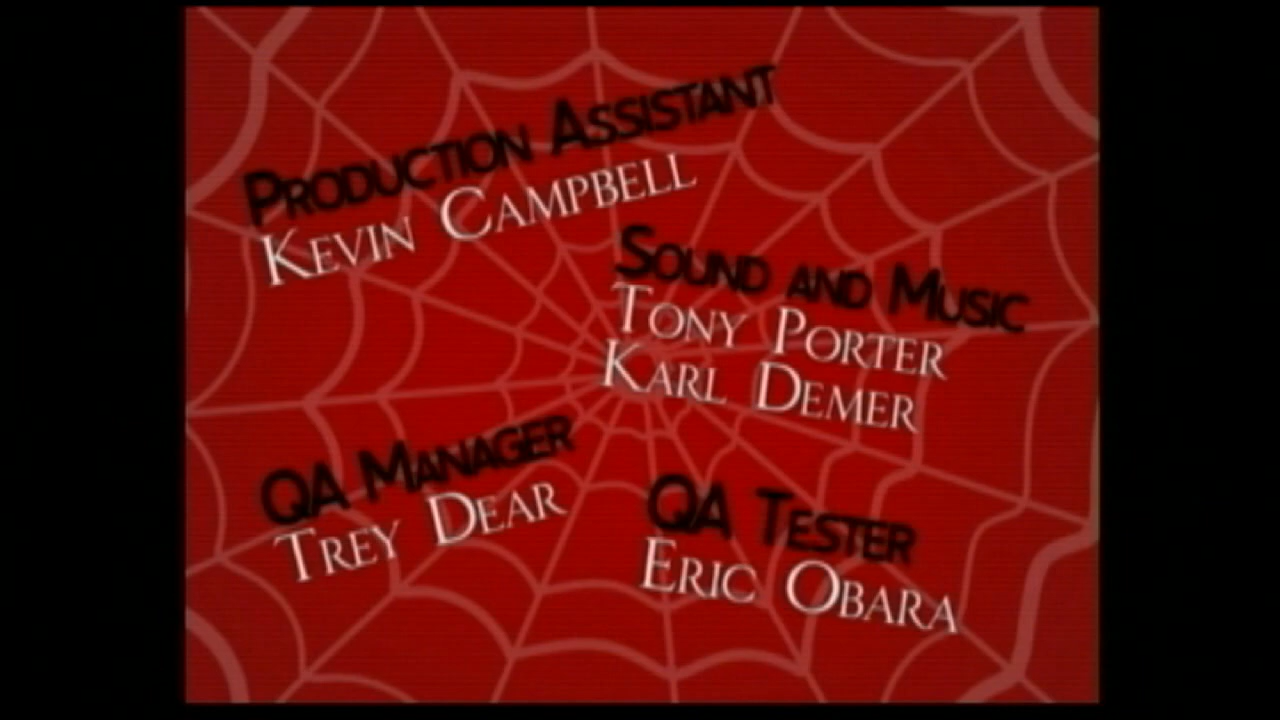 Production Assistant
Kevin Campbell
Sound and Music
Tony Porter
Karl Demer
QA Manager
Trey Dear
QA Tester
Eric Obara